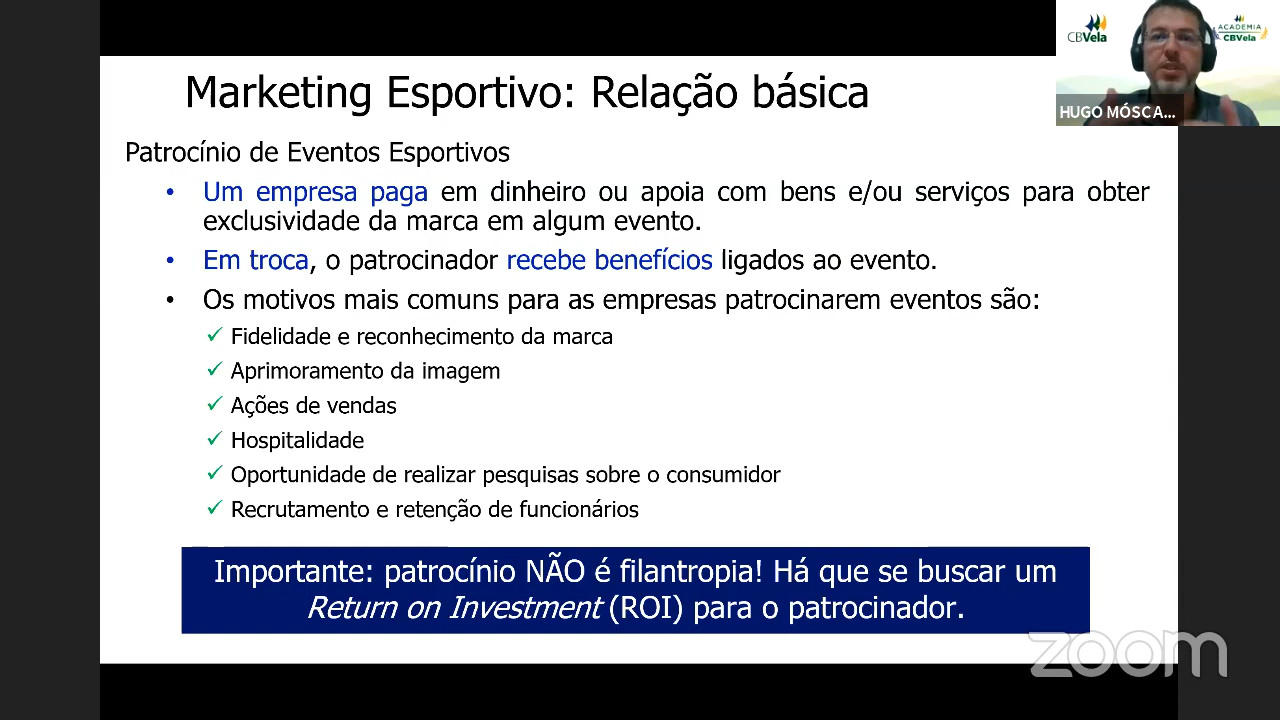 Marketing Esportivo: Relação básica
CBVela
ACADEMIA
CBVela
HUGO MÓSCA...
Patrocínio de Eventos Esportivos
• Um empresa paga em dinheiro ou apoia com bens e/ou serviços para obter
exclusividade da marca em algum evento.
• Em troca, o patrocinador recebe benefícios ligados ao evento.
• Os motivos mais comuns para as empresas patrocinarem eventos são:
✓ Fidelidade e reconhecimento da marca
✓ Aprimoramento da imagem
✓ Ações de vendas
✓ Hospitalidade
✓ Oportunidade de realizar pesquisas sobre o consumidor
✓ Recrutamento e retenção de funcionários
Importante: patrocínio NÃO é filantropia! Há que se buscar um
Return on Investment (ROI) para o patrocinador.
zoom